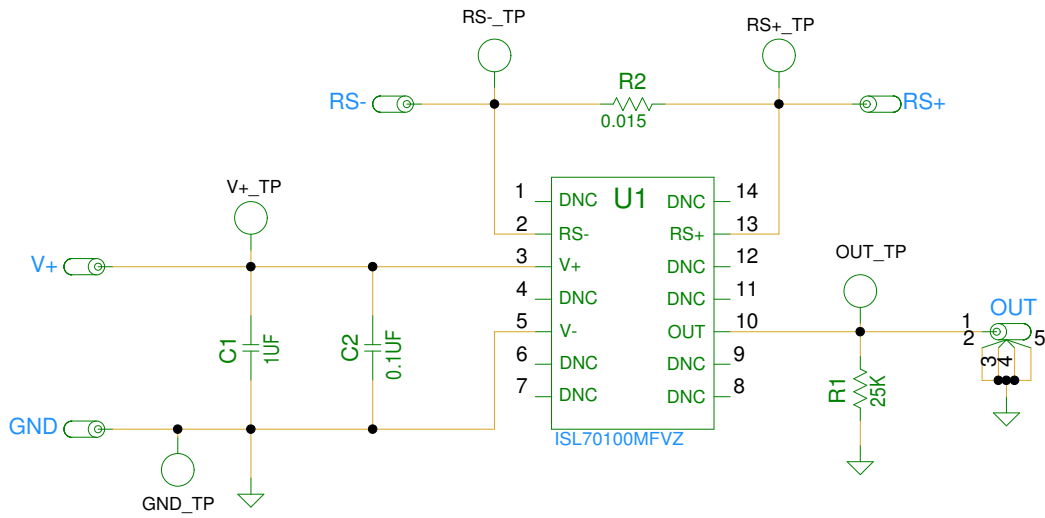 RS-_TP
RS+_TP
RS-
R2
0.015
RS+
V+_TP
U1
1
DNC
DNC
14
2
RS-
RS+
13
V+
3
V+
DNC
12
OUT_TP
4
DNC
DNC
11
OUT
5
V-
OUT
10
1
2
3
4
5
C1
1UF
C2
0.1UF
6
DNC
DNC
9
7
DNC
DNC
8
R1
25K
GND
ISL70100MFVZ
GND_TP